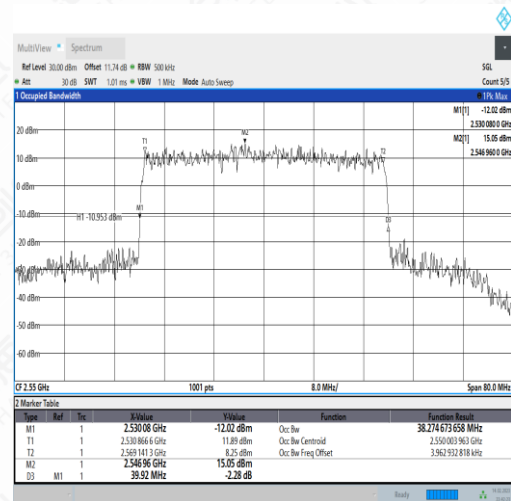 MultiView Spectrum
Ref Level 30.00 dBm Offset 11.74 dB RBW 500 kHz SGL
Att 30 dB SWT 1.01 ms VBW 1 MHz Mode Auto Sweep Count 5/5
1 Occupied Bandwidth 1Pk Max
M1[1] -12.02 dBm
2.530 080 0 GHz
M2[1] 15.05 dBm
2.546 960 0 GHz
20 dBm
T1 M2 T2
10 dBm
0 dBm
M1
-10 dBm
H1 -10.953 dBm
D3
-20 dBm
-30 dBm
-40 dBm
-50 dBm
-60 dBm
CF 2.55 GHz 1001 pts 8.0 MHz/ Span 80.0 MHz
2 Marker Table
Type Ref Trc X-Value Y-Value Function Function Result
M1 1 2.530 08 GHz -12.02 dBm Occ Bw 38.274 673 658 MHz
T1 1 2.530 866 6 GHz 11.89 dBm Occ Bw Centroid 2.550 003 963 GHz
T2 1 2.569 141 3 GHz 8.25 dBm Occ Bw Freq Offset 3.962 932 818 kHz
M2 1 2.546 96 GHz 15.05 dBm
D3 M1 1 39.92 MHz -2.28 dB
Ready